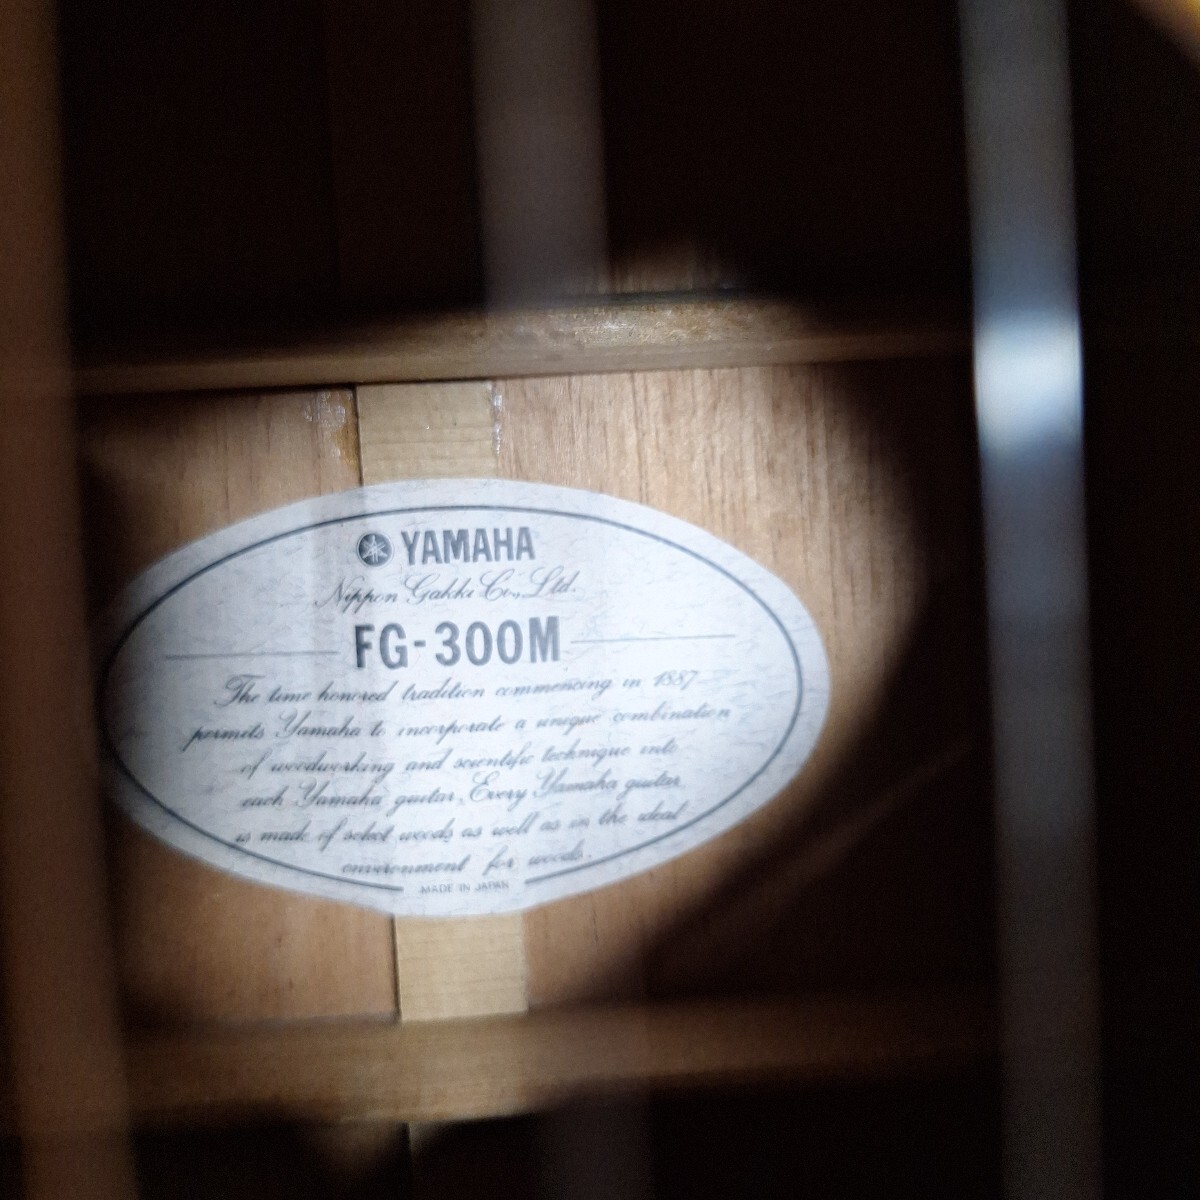 YAMAHA
Nippon Gakki Co., Ltd.
FG-300M
The time honored tradition commencing in 1887
permits Yamaha to incorporate a unique combination
of woodworking and scientific technique into
each Yamaha guitar, Every Yamaha guitar
is made of select woods as well as in the ideal
environment for woods.
MADE IN JAPAN